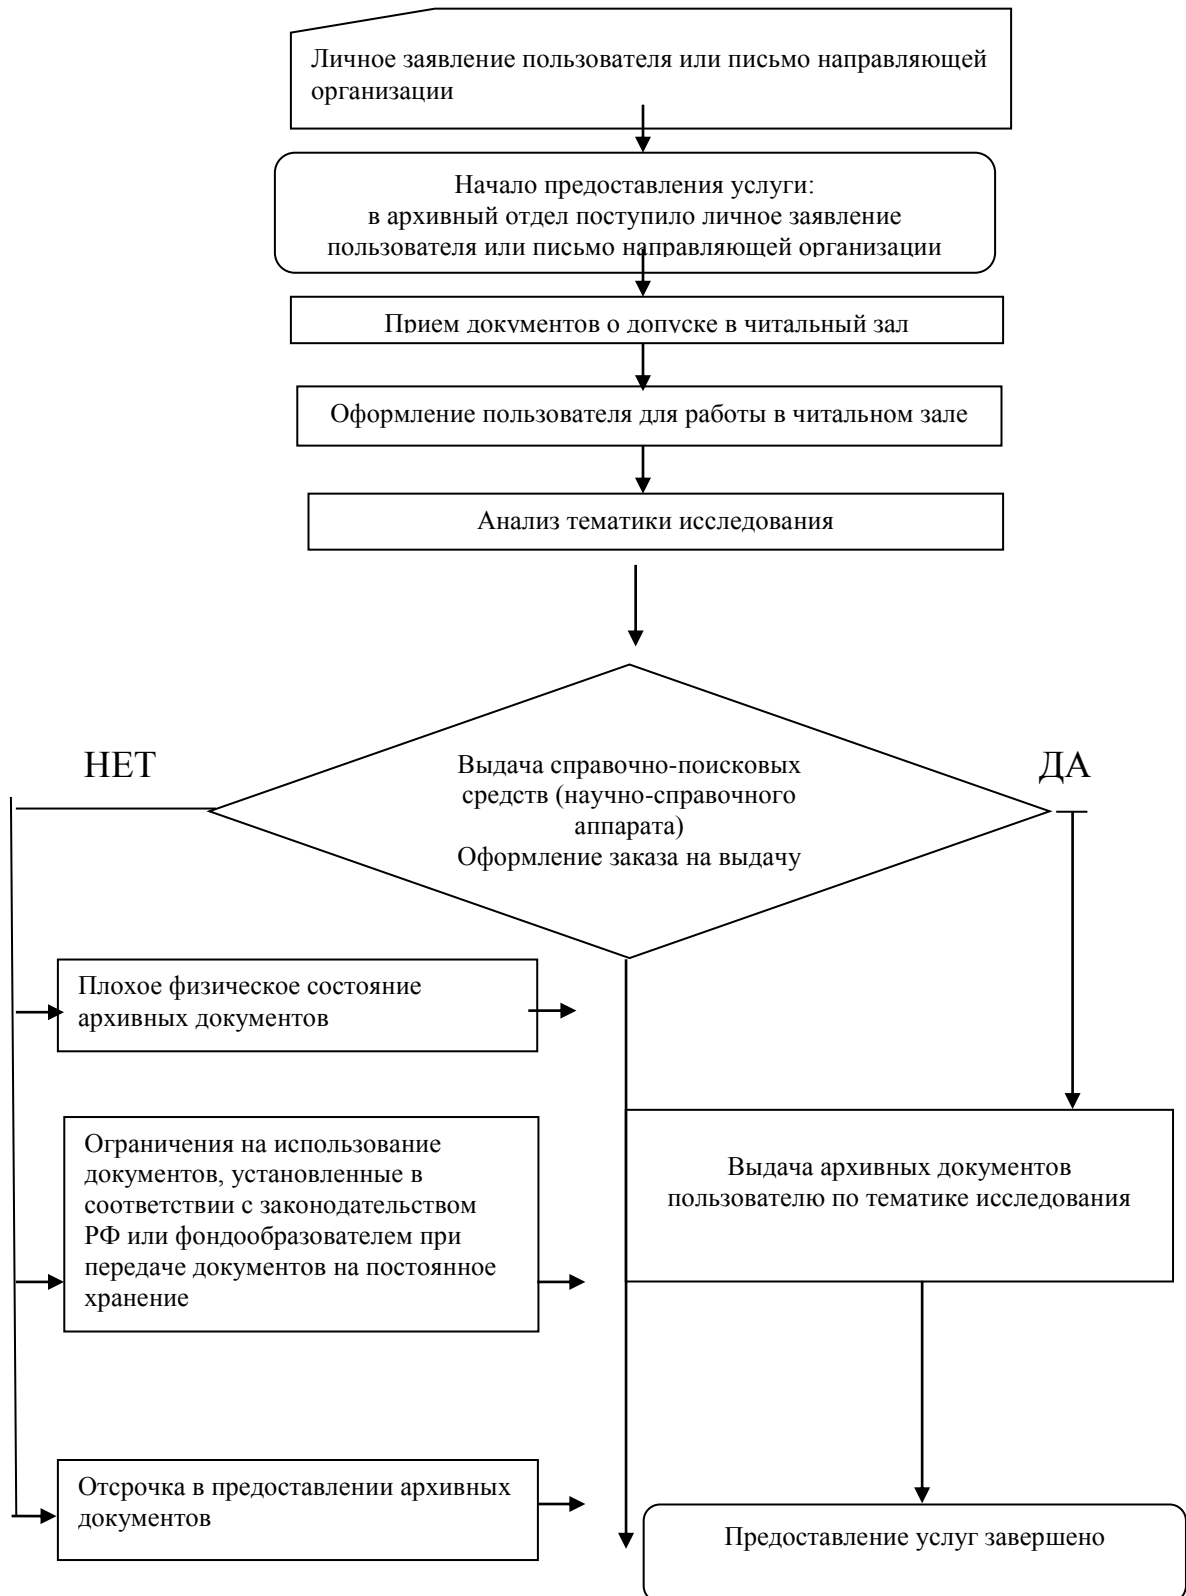 Личное заявление пользователя или письмо направляющей
организации
Начало предоставления услуги:
в архивный отдел поступило личное заявление
пользователя или письмо направляющей организации
Прием документов о допуске в читальный зал
Оформление пользователя для работы в читальном зале
Анализ тематики исследования
НЕТ
ДА
Выдача справочно-поисковых
средств (научно-справочного
аппарата)
Оформление заказа на выдачу
Плохое физическое состояние
архивных документов
Ограничения на использование
документов, установленные в
соответствии с законодательством
РФ или фондообразователем при
передаче документов на постоянное
хранение
Выдача архивных документов
пользователю по тематике исследования
Отсрочка в предоставлении архивных
документов
Предоставление услуг завершено